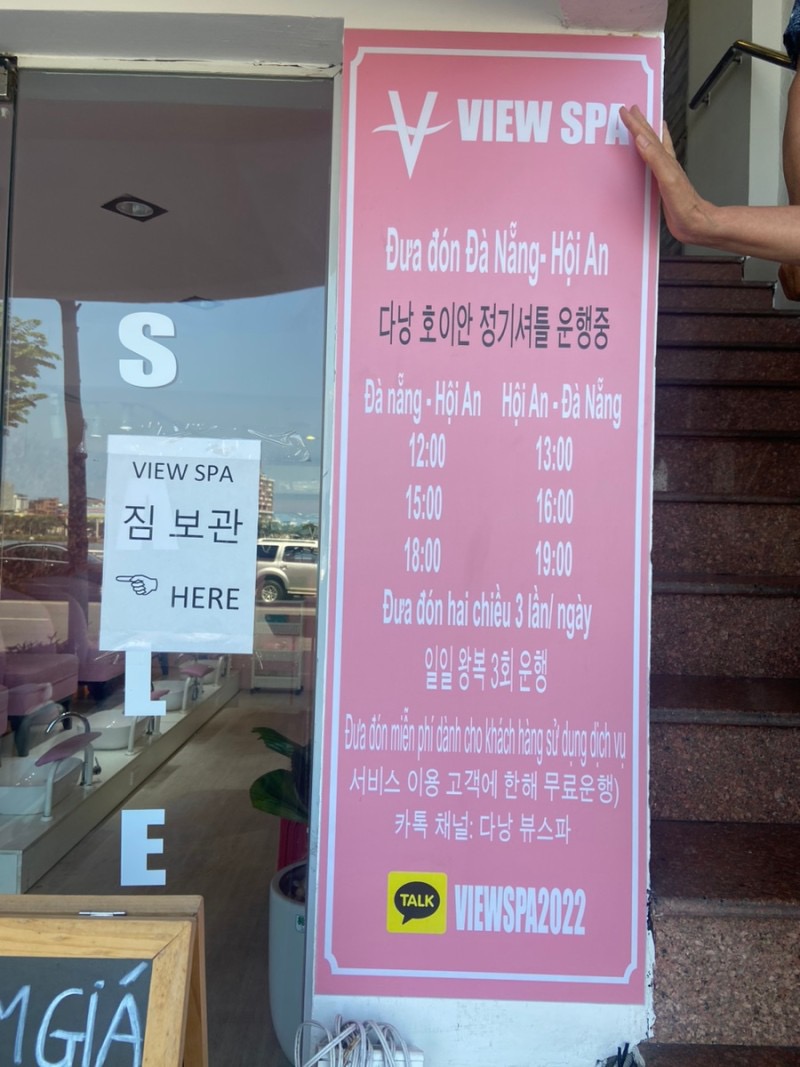 VIEW SPA
Đưa đón Đà Nẵng- Hội An
다낭 호이안 정기셔틀 운행중
Đà nẵng - Hội An Hội An - Đà Nẵng
12:00 13:00
15:00 16:00
18:00 19:00
Đưa đón hai chiều 3 lần/ ngày
일일 왕복 3회 운행
Đưa đón miễn phí dành cho khách hàng sử dụng dịch vụ
서비스 이용 고객에 한해 무료운행)
카톡 채널: 다낭 뷰스파
TALK VIEWSPA2022
SALE
VIEW SPA
짐 보관
HERE
MGIÁ